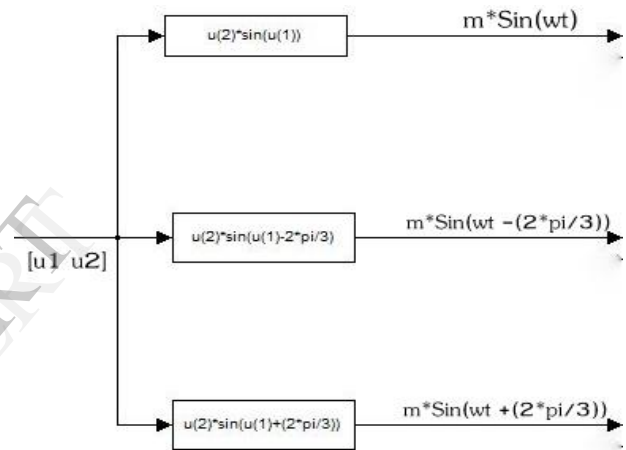 m*Sin(wt)
u(2)*sin(u(1))
m*Sin(wt -(2*pi/3))
u(2)*sin(u(1)-2*pi/3)
[u1 u2]
m*Sin(wt +(2*pi/3))
u(2)*sin(u(1)+(2*pi/3))